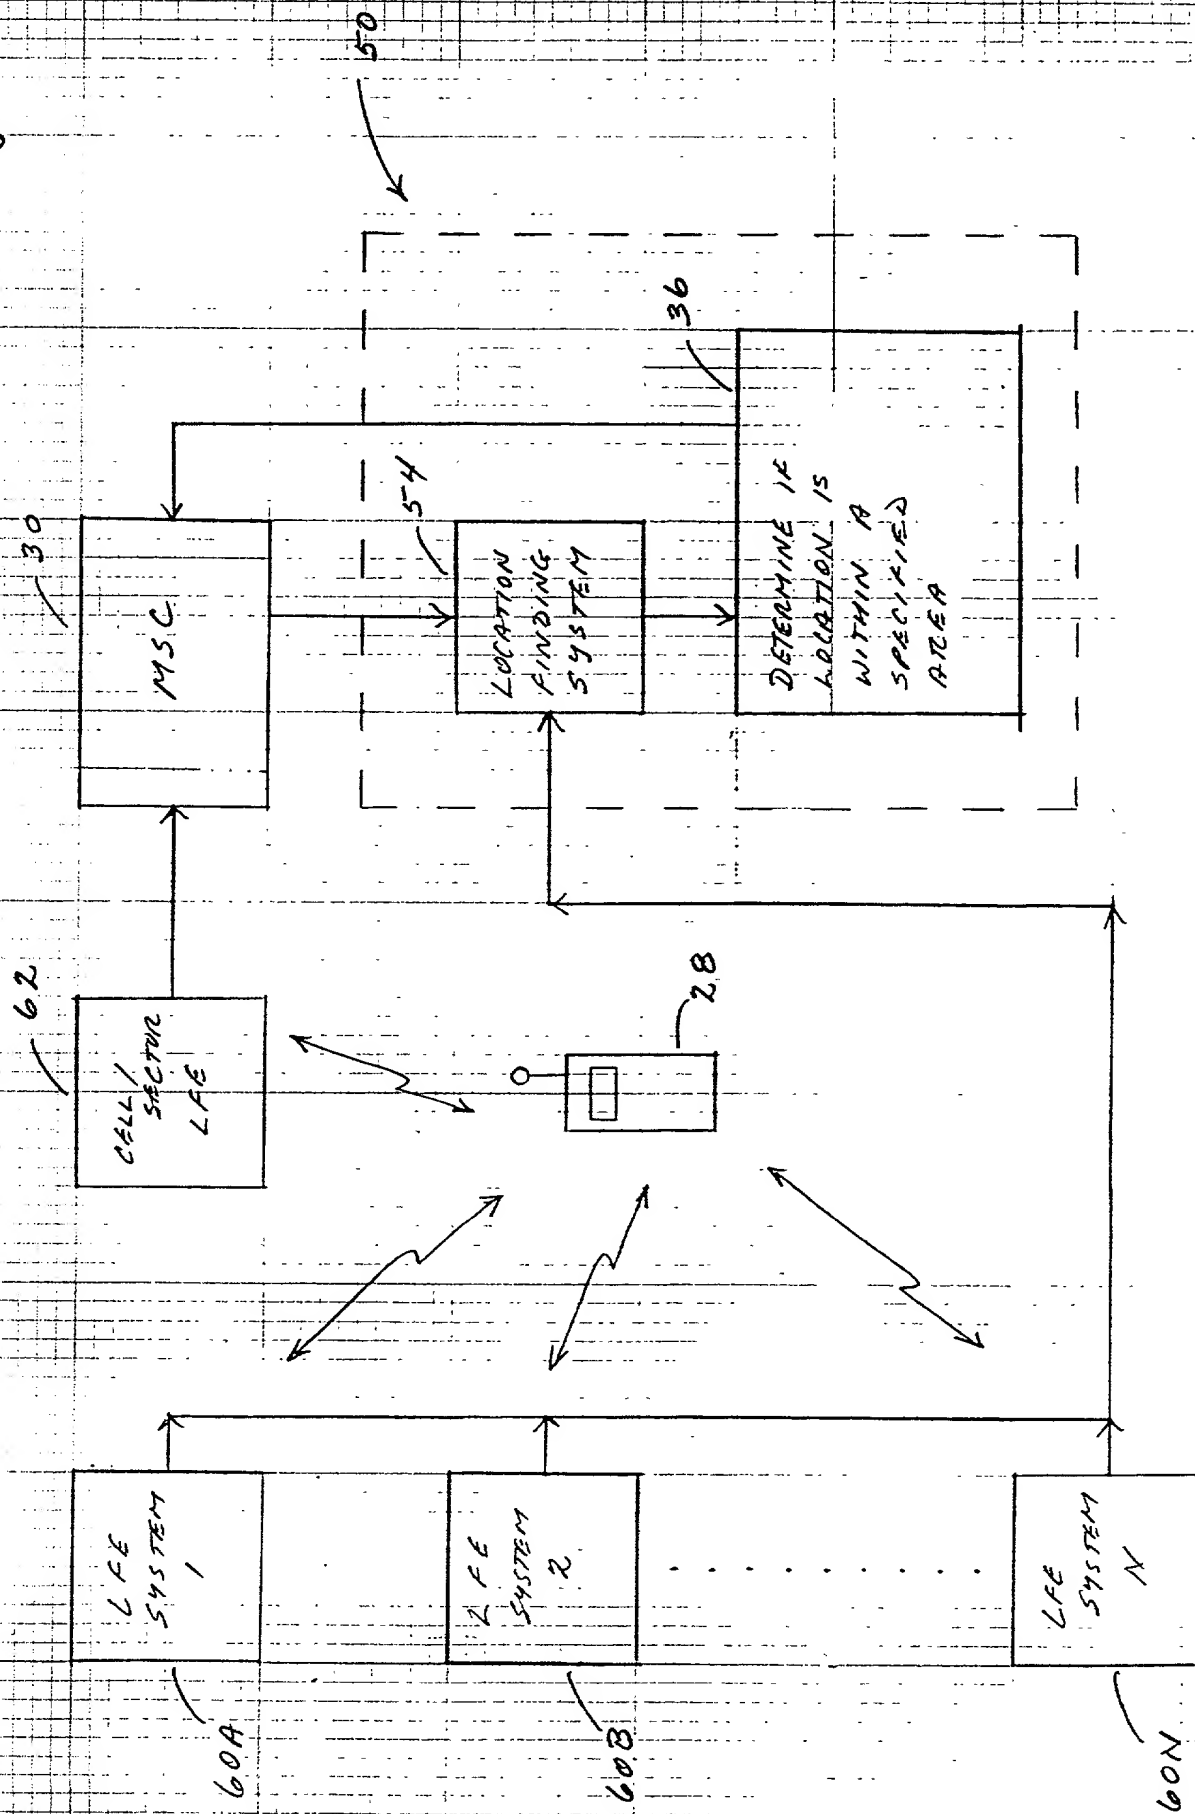 62
30
50
CELL/
SECTOR
LFE
MSC
54
LOCATION
FINDING
SYSTEM
36
DETERMINE IF
LOCATION IS
WITHIN A
SPECIFIED
AREA
28
LFE
SYSTEM
1
60A
LFE
SYSTEM
2
60B
LFE
SYSTEM
N
60N